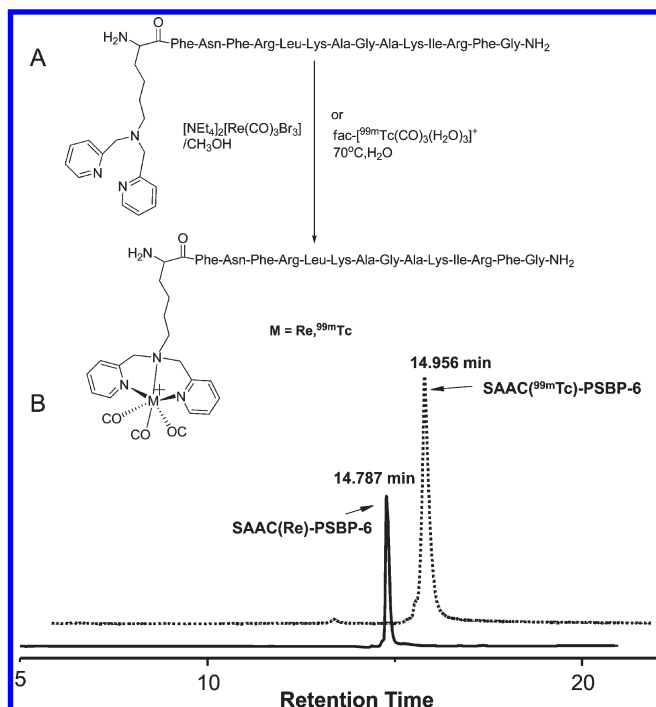 A
H₂N
O
Phe-Asn-Phe-Arg-Leu-Lys-Ala-Gly-Ala-Lys-Ile-Arg-Phe-Gly-NH₂
N
N
N
[NEt₄]₂[Re(CO)₃Br₃]
/CH₃OH
or
fac-[⁹⁹ᵐTc(CO)₃(H₂O)₃]⁺
70°C,H₂O
H₂N
O
Phe-Asn-Phe-Arg-Leu-Lys-Ala-Gly-Ala-Lys-Ile-Arg-Phe-Gly-NH₂
M = Re,⁹⁹ᵐTc
B
N
N
N
M
+
CO
CO
OC
14.956 min
SAAC(⁹⁹ᵐTc)-PSBP-6
14.787 min
SAAC(Re)-PSBP-6
5
10
20
Retention Time